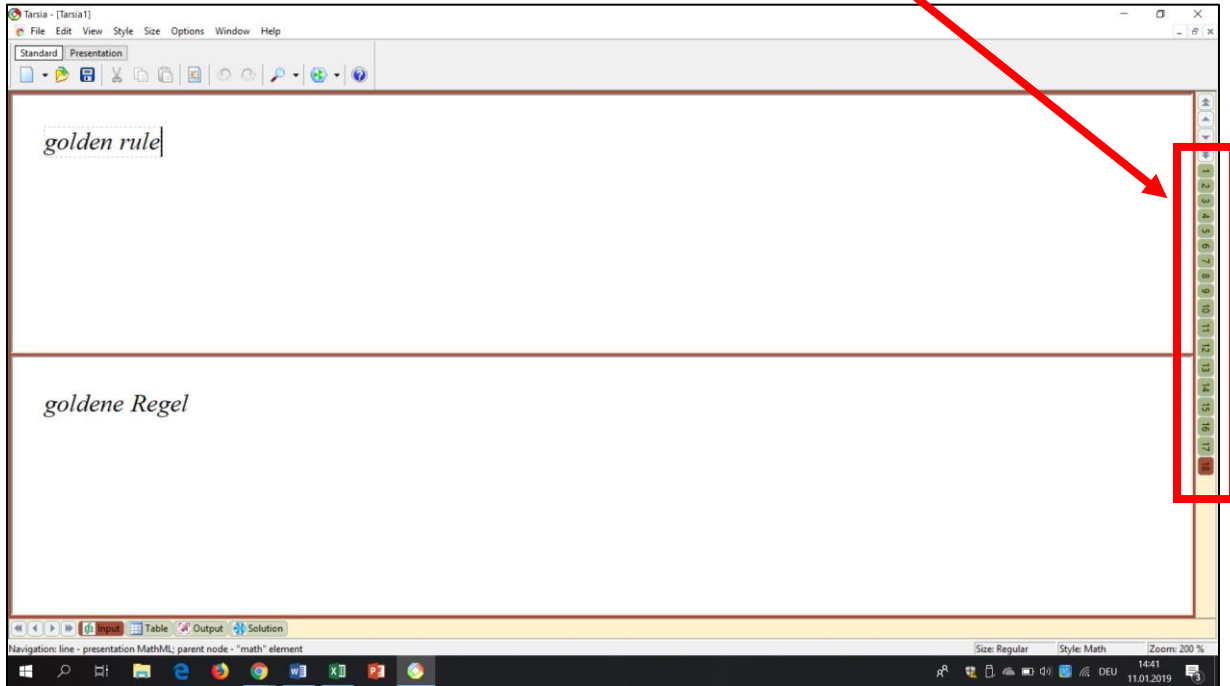 Tarsia - [Tarsia1]
File Edit View Style Size Options Window Help
Standard Presentation
golden rule
1
2
3
4
5
6
7
8
9
10
11
12
13
14
15
16
17
18
goldene Regel
Input Table Output Solution
Navigation: line - presentation MathML; parent node - "math" element Size: Regular Style: Math Zoom: 200 %
DEU 14:41
11.01.2019
3